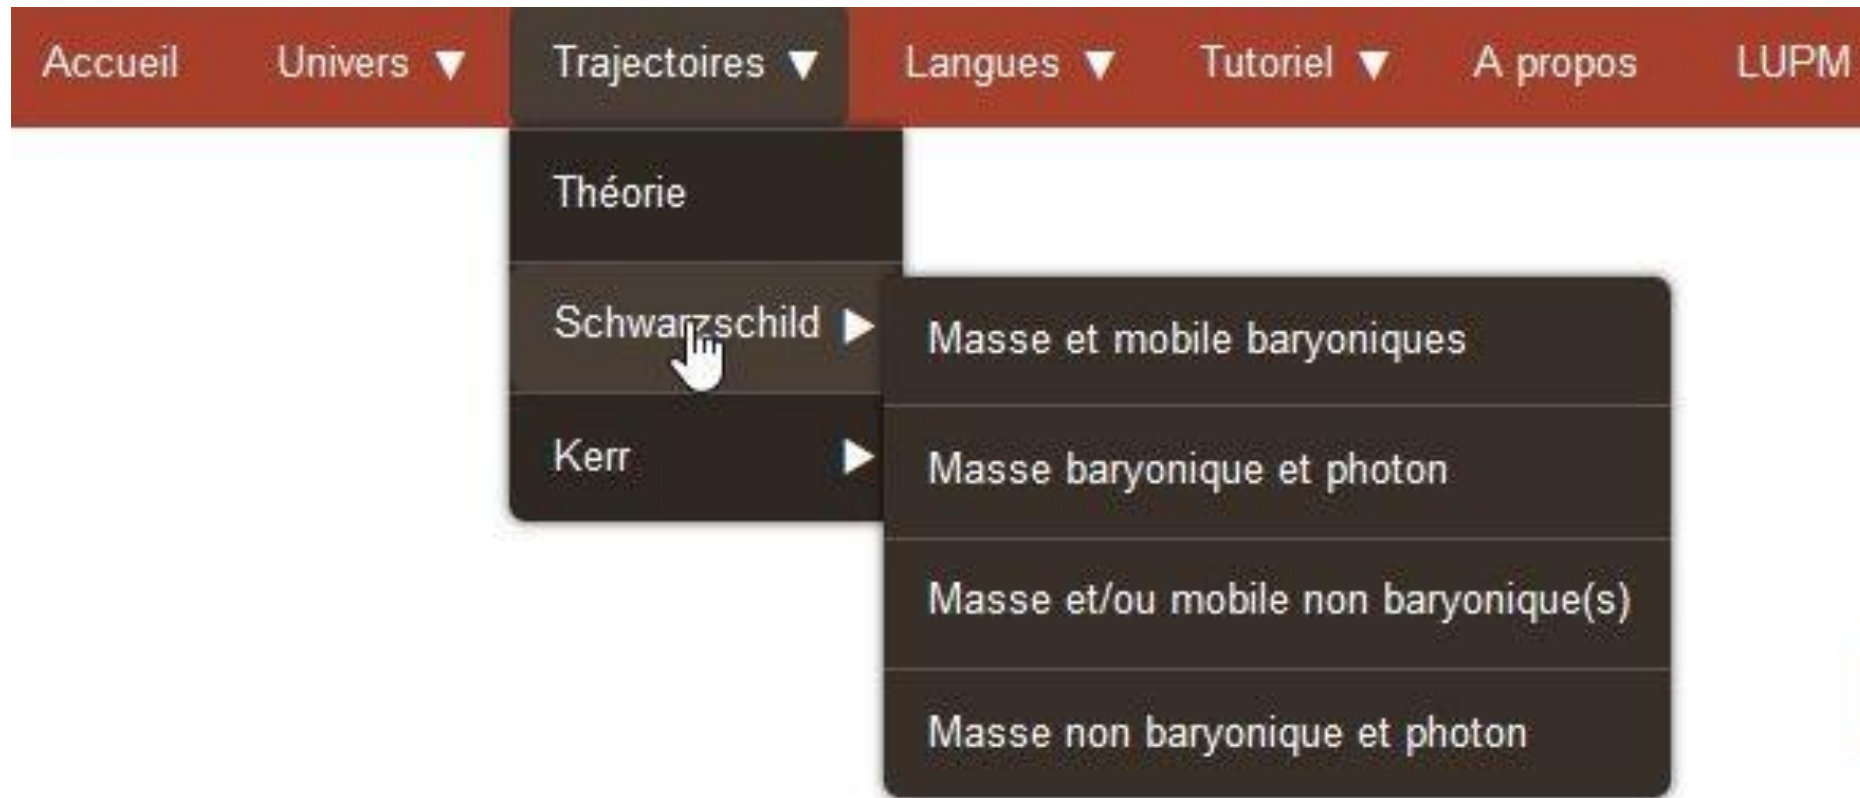 Accueil Univers ▼ Trajectoires ▼ Langues ▼ Tutoriel ▼ A propos LUPM
Théorie
Schwarzschild ▶
Kerr ▶
Masse et mobile baryoniques
Masse baryonique et photon
Masse et/ou mobile non baryonique(s)
Masse non baryonique et photon